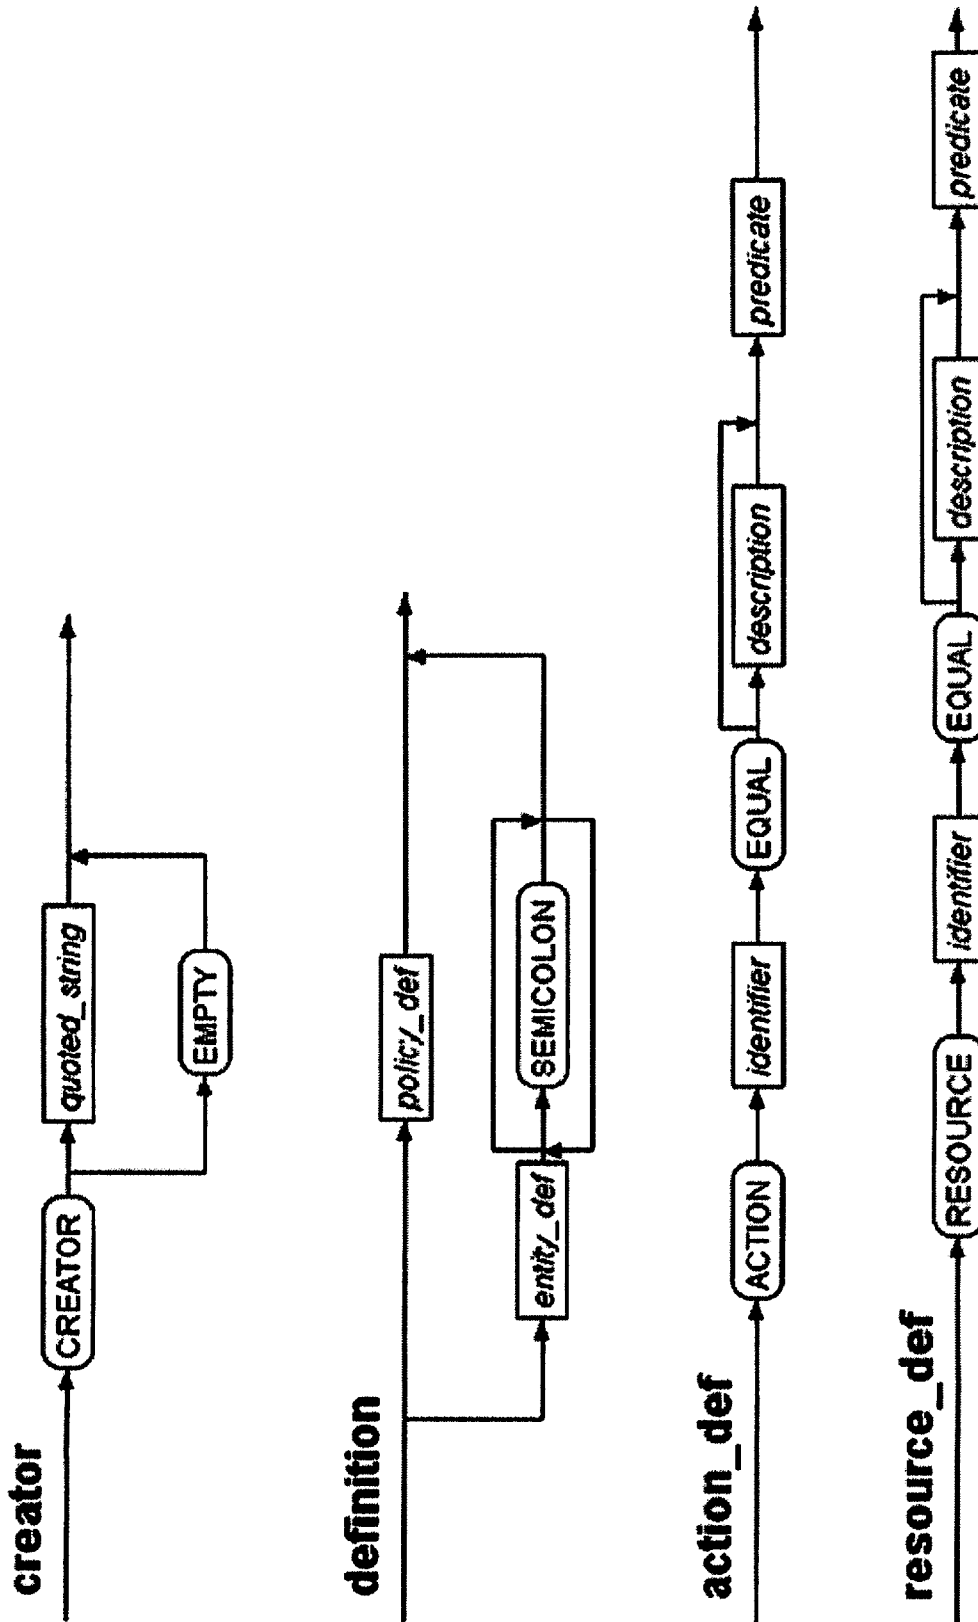 creator
CREATOR
quoted_string
EMPTY
definition
policy_def
entity_def
SEMICOLON
action_def
ACTION
identifier
EQUAL
description
predicate
resource_def
RESOURCE
identifier
EQUAL
description
predicate